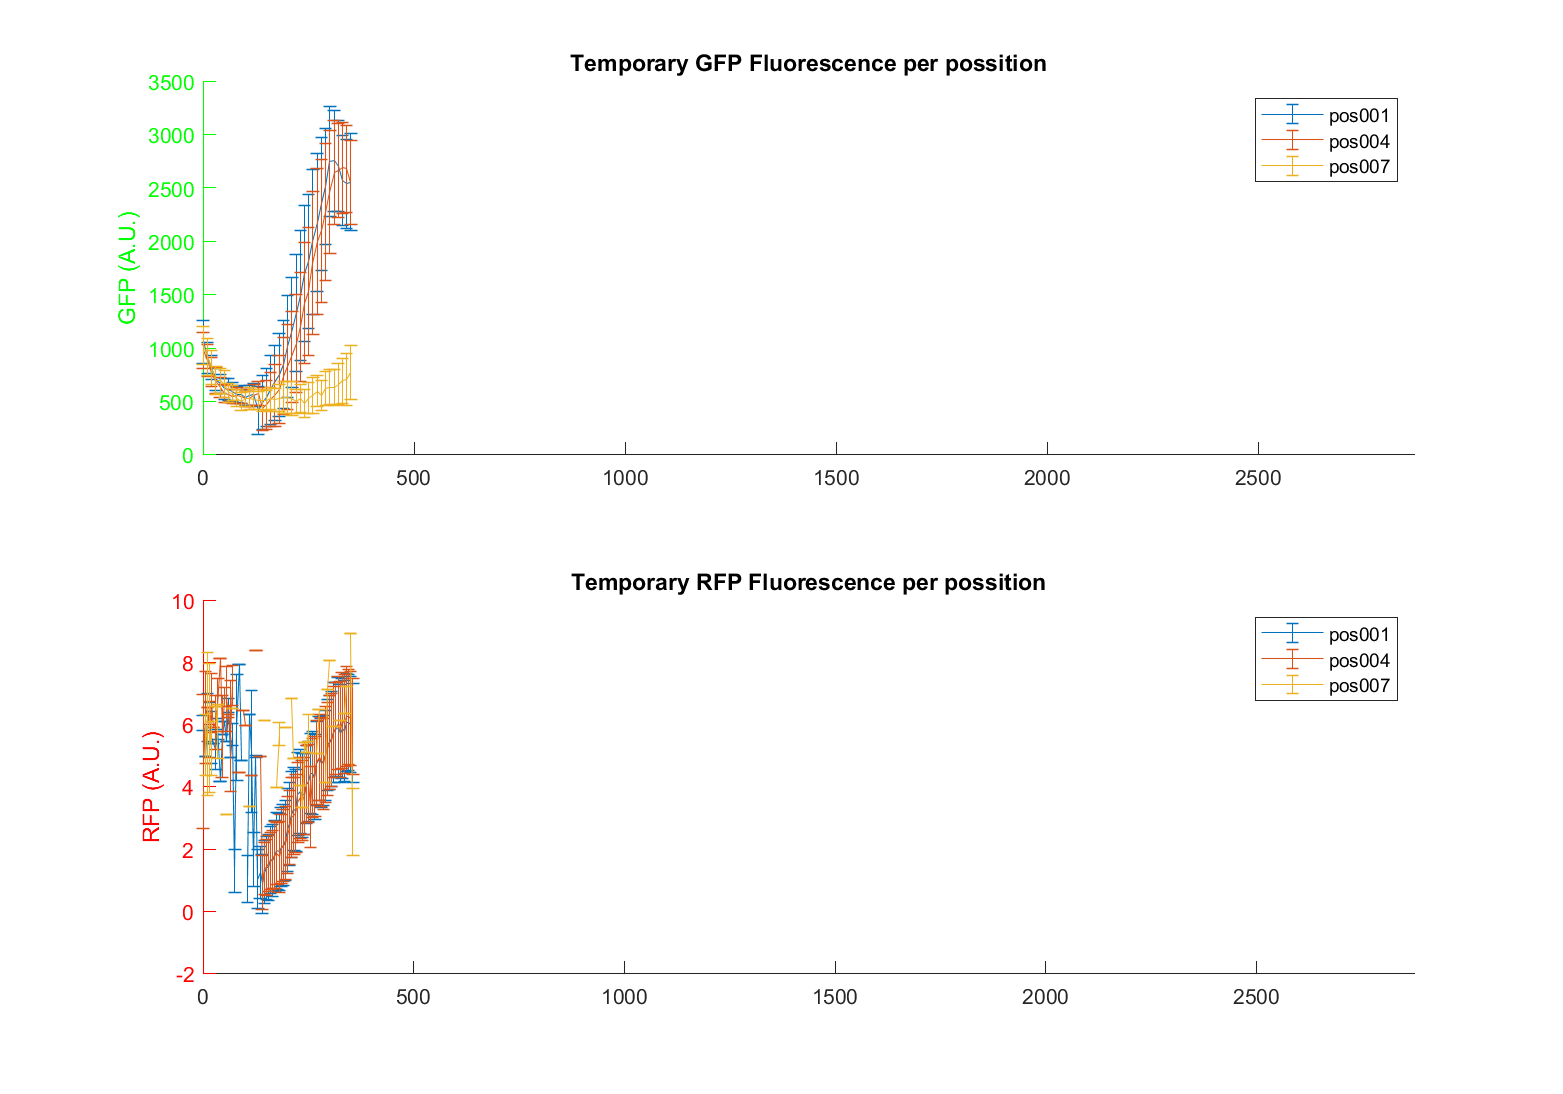 Temporary GFP Fluorescence per possition
3500
3000
2500
2000
1500
1000
500
0
GFP (A.U.)
pos001
pos004
pos007
0 500 1000 1500 2000 2500
Temporary RFP Fluorescence per possition
10
8
6
4
2
0
-2
RFP (A.U.)
pos001
pos004
pos007
0 500 1000 1500 2000 2500